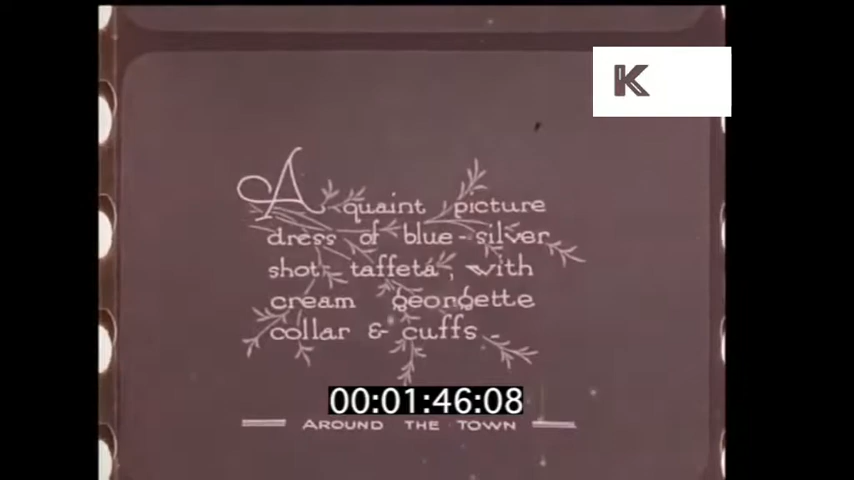 K
A quaint picture
dress of blue-silver
shot-taffeta, with
cream georgette
collar & cuffs -
00:01:46:08
AROUND THE TOWN